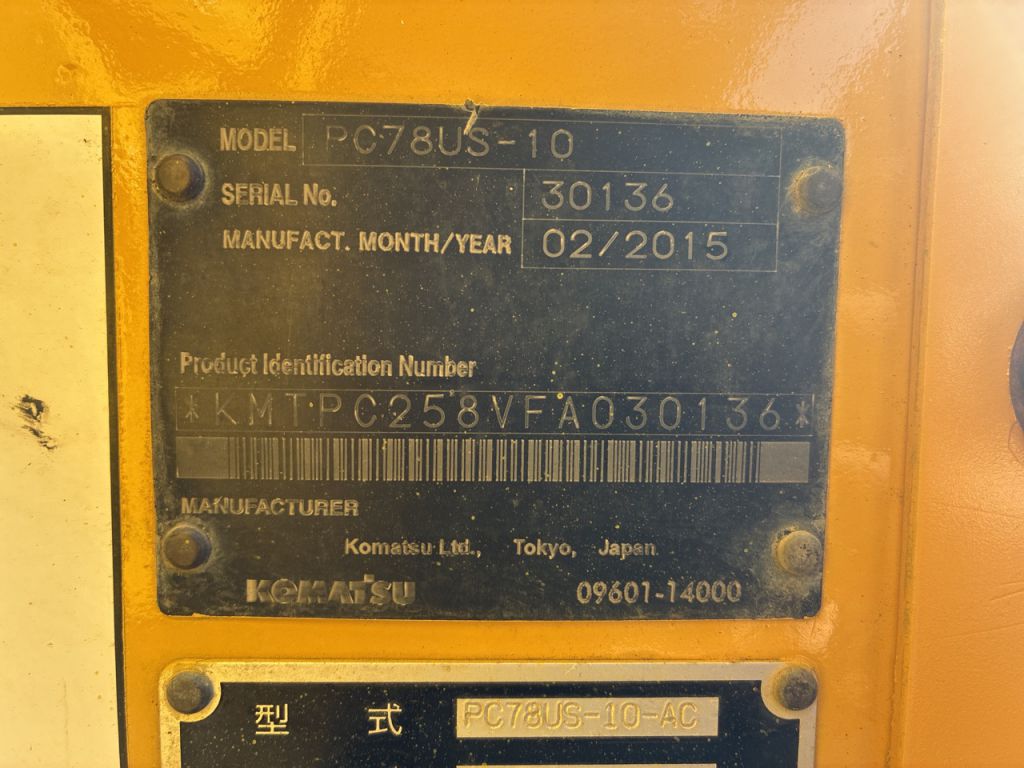 MODEL PC78US-10
SERIAL No. 30136
MANUFACT. MONTH/YEAR 02/2015
Product Identification Number
*KMTPC258VFA030136*
MANUFACTURER
Komatsu Ltd., Tokyo, Japan
KOMATSU 09601-14000
型 式 PC78US-10-AC